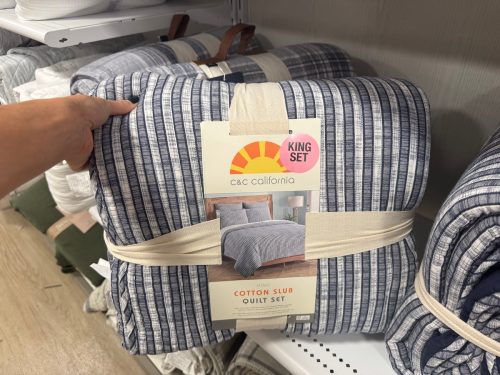 KING
SET
c&c california
COTTON SLUB
QUILT SET